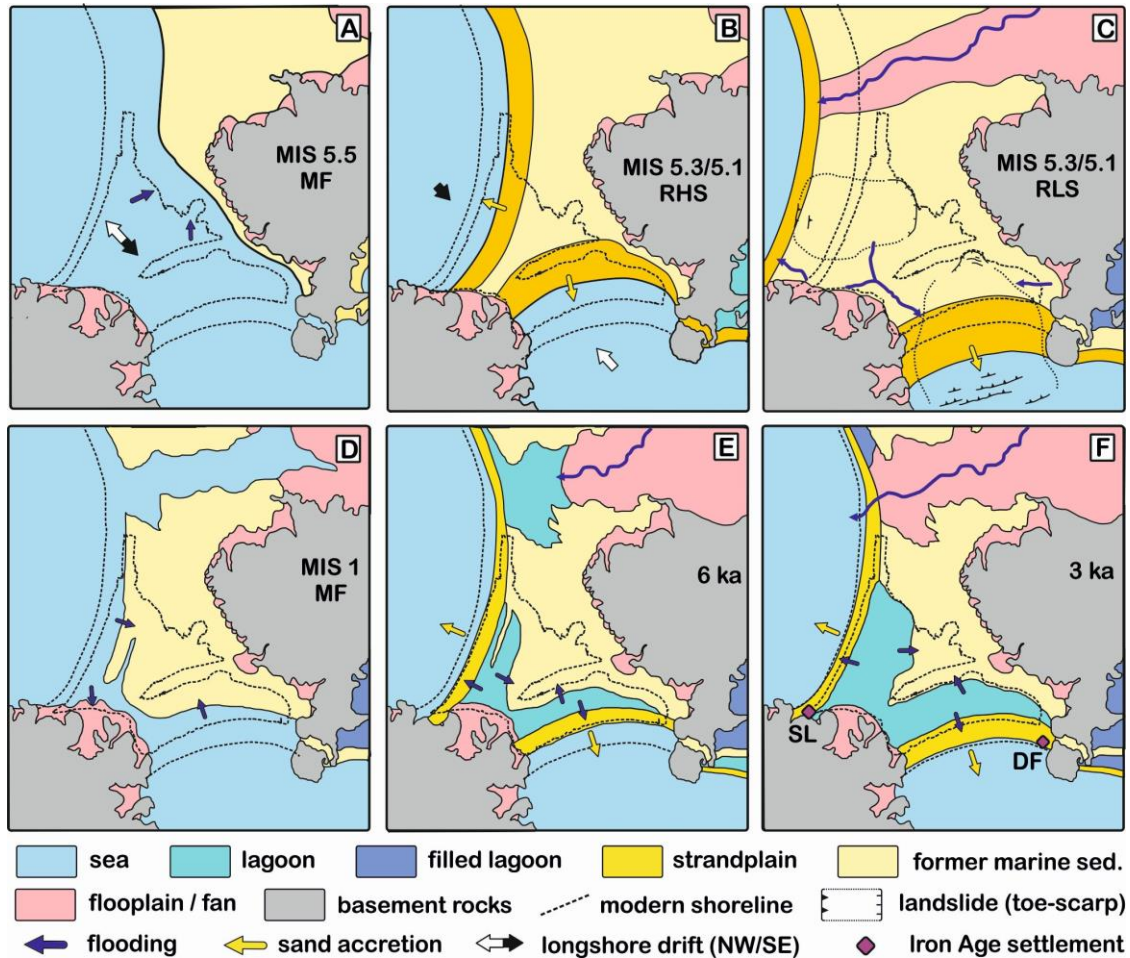 A
MIS 5.5
MF
B
MIS 5.3/5.1
RHS
C
MIS 5.3/5.1
RLS
D
MIS 1
MF
E
6 ka
F
3 ka
SL
DF
sea
lagoon
filled lagoon
strandplain
former marine sed.
flooplain / fan
basement rocks
modern shoreline
landslide (toe-scarp)
flooding
sand accretion
longshore drift (NW/SE)
Iron Age settlement